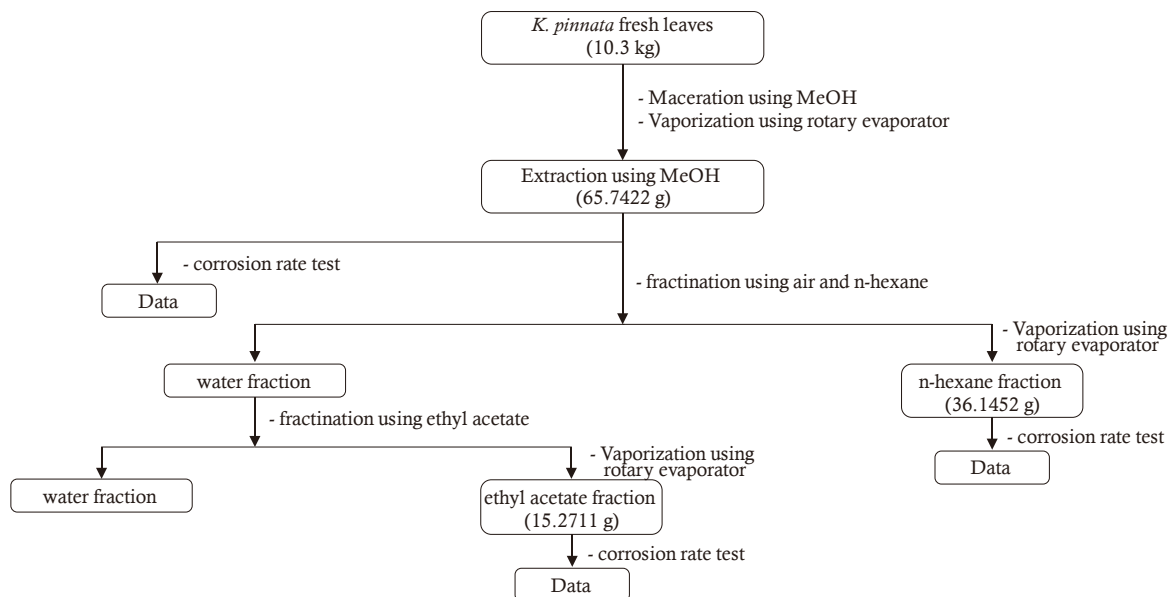 K. pinnata fresh leaves
(10.3 kg)
- Maceration using MeOH
- Vaporization using rotary evaporator
Extraction using MeOH
(65.7422 g)
- corrosion rate test
Data
- fractination using air and n-hexane
- Vaporization using
rotary evaporator
water fraction
n-hexane fraction
(36.1452 g)
- fractination using ethyl acetate
- corrosion rate test
Data
- Vaporization using
rotary evaporator
water fraction
ethyl acetate fraction
(15.2711 g)
- corrosion rate test
Data